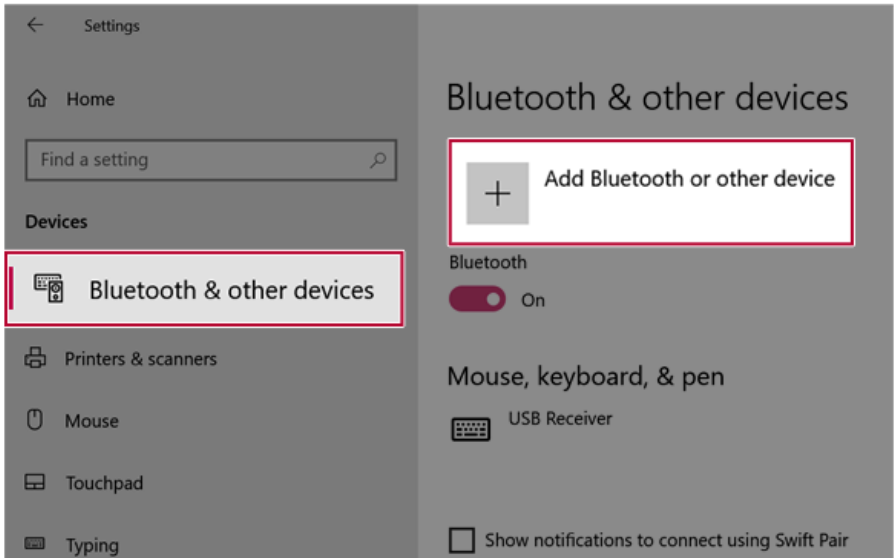 Settings
Home
Find a setting
Devices
Bluetooth & other devices
Printers & scanners
Mouse
Touchpad
Typing
Bluetooth & other devices
Add Bluetooth or other device
Bluetooth
On
Mouse, keyboard, & pen
USB Receiver
Show notifications to connect using Swift Pair